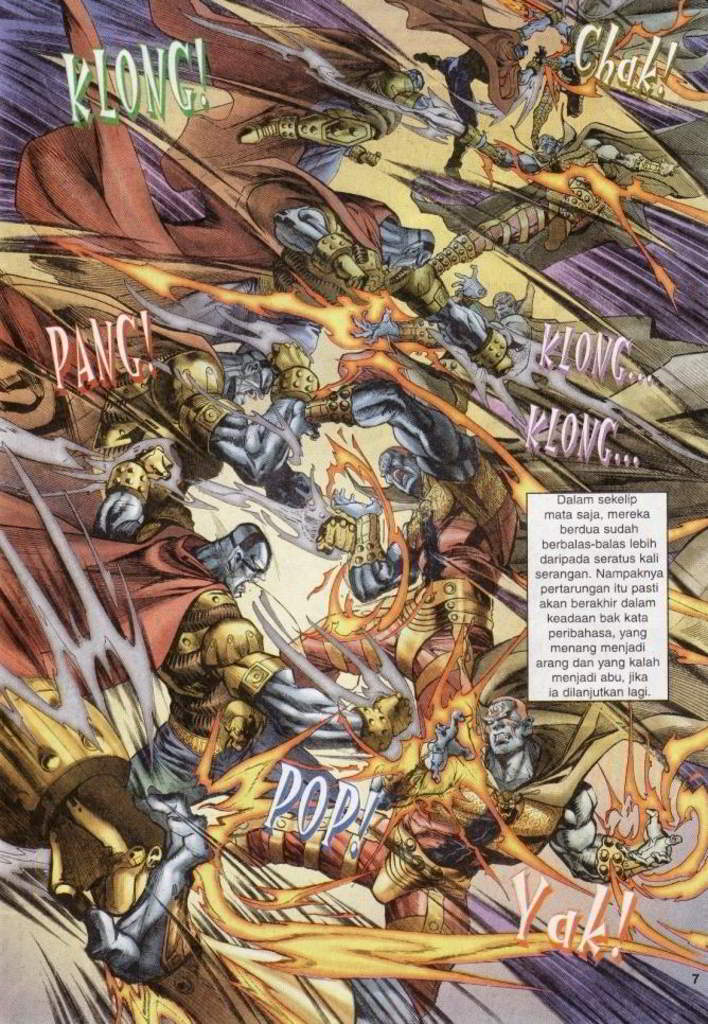 KLONG!
Chak!
PANG!
KLONG...
KLONG...
Dalam sekelip
mata saja, mereka
berdua sudah
berbalas-balas lebih
daripada seratus kali
serangan. Nampaknya
pertarungan itu pasti
akan berakhir dalam
keadaan bak kata
peribahasa, yang
menang menjadi
arang dan yang kalah
menjadi abu, jika
ia dilanjutkan lagi.
POP!
Yak!
7